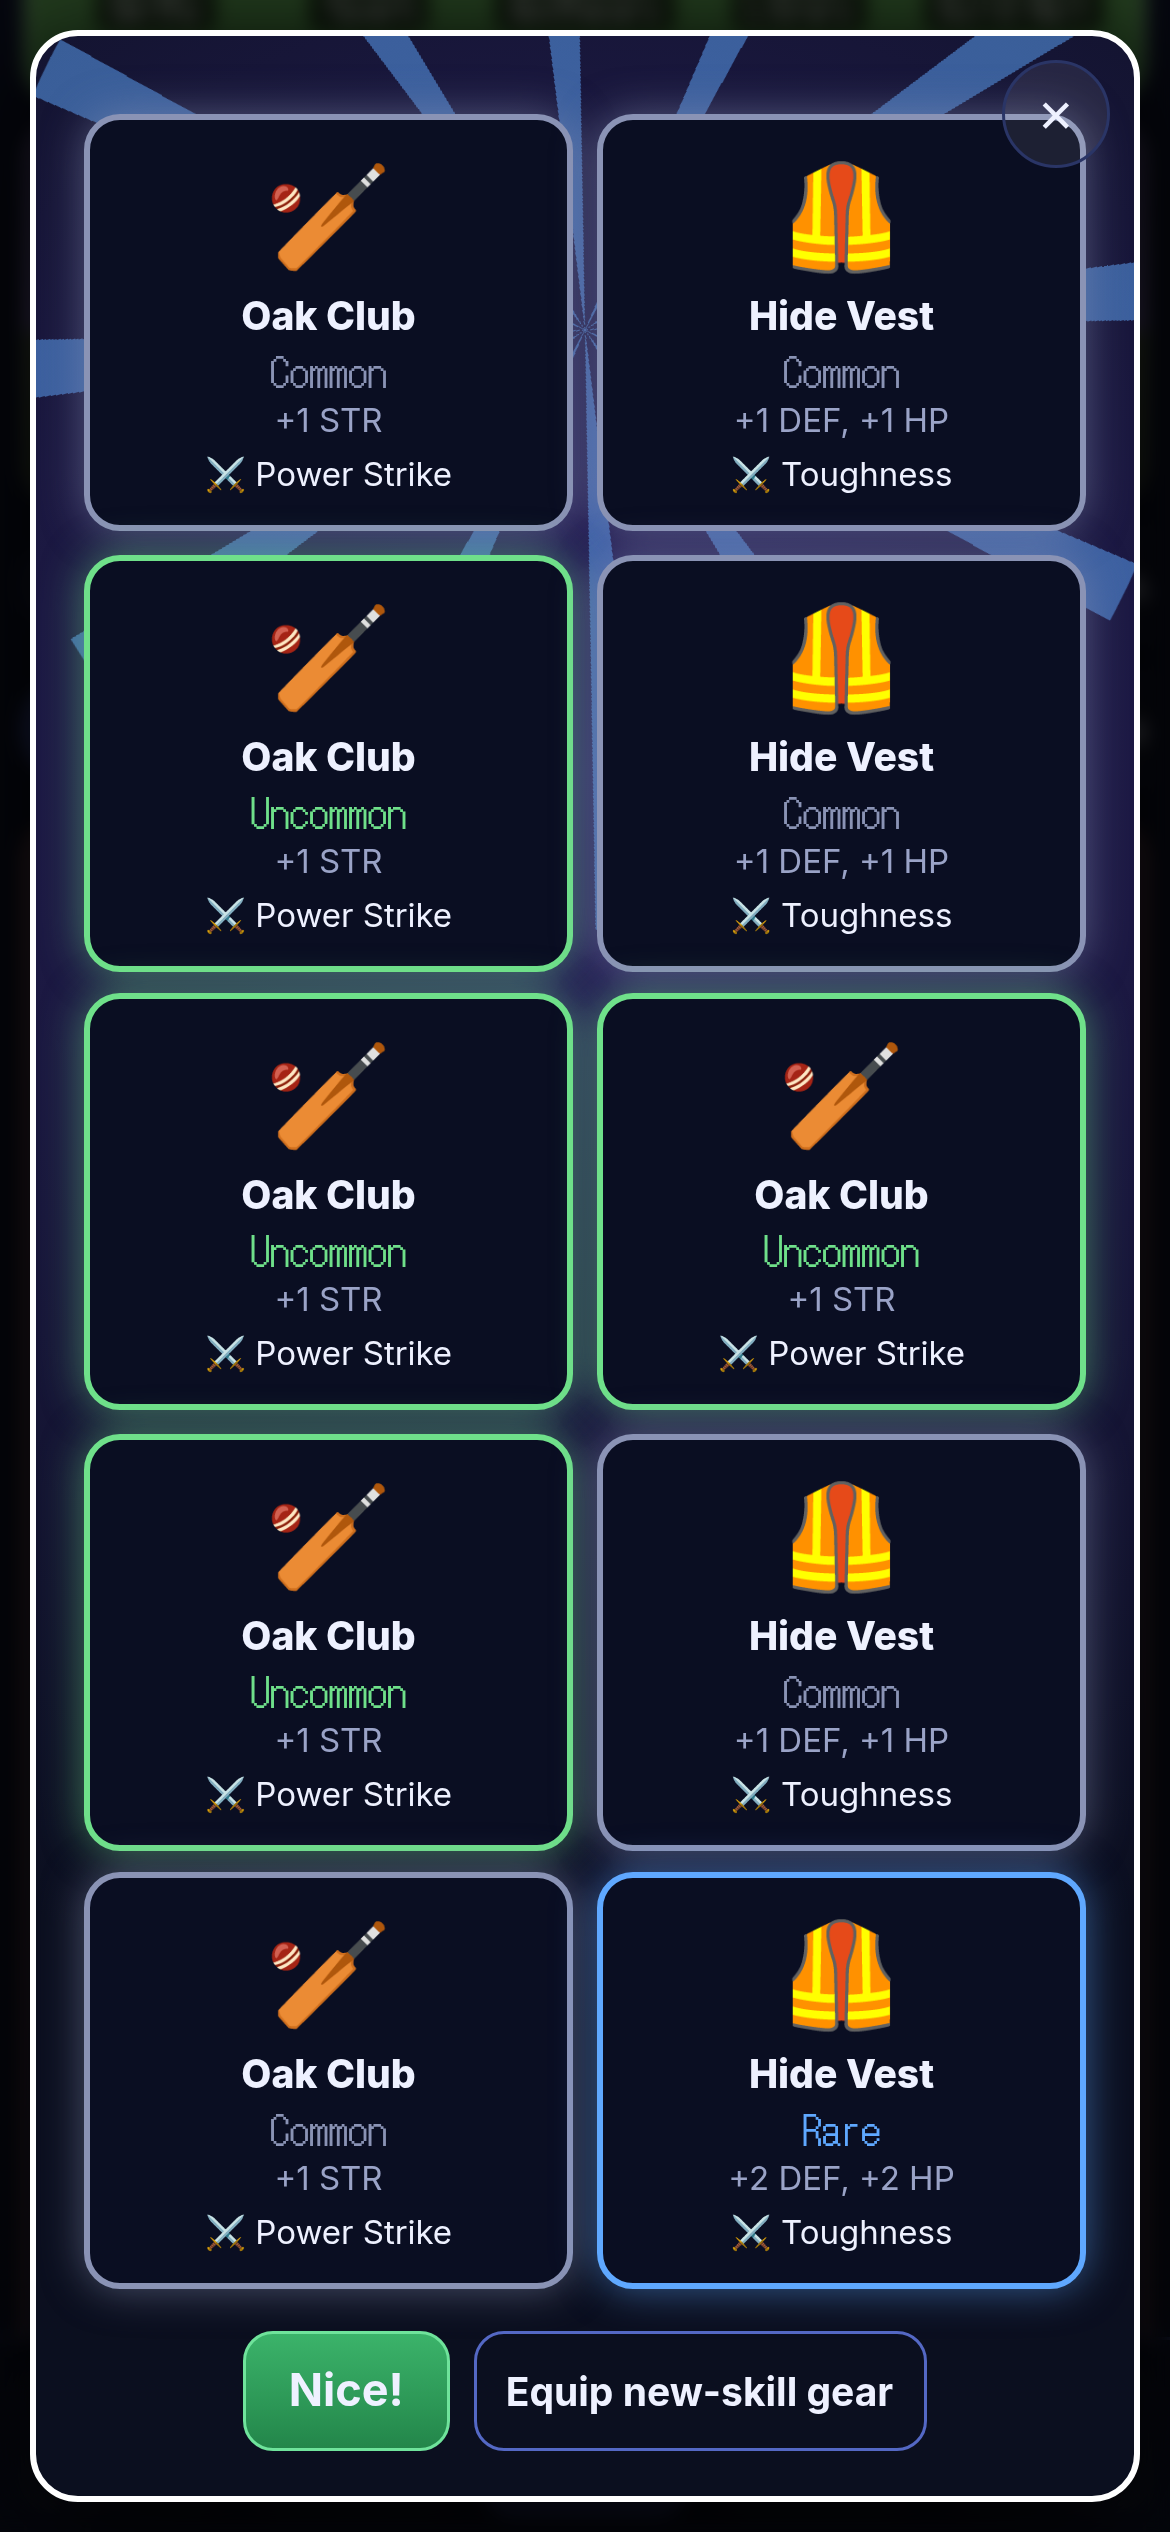 Oak Club
Common
+1 STR
⚔️ Power Strike
Hide Vest
Common
+1 DEF, +1 HP
⚔️ Toughness
Oak Club
Uncommon
+1 STR
⚔️ Power Strike
Hide Vest
Common
+1 DEF, +1 HP
⚔️ Toughness
Oak Club
Uncommon
+1 STR
⚔️ Power Strike
Oak Club
Uncommon
+1 STR
⚔️ Power Strike
Oak Club
Uncommon
+1 STR
⚔️ Power Strike
Hide Vest
Common
+1 DEF, +1 HP
⚔️ Toughness
Oak Club
Common
+1 STR
⚔️ Power Strike
Hide Vest
Rare
+2 DEF, +2 HP
⚔️ Toughness
Nice!
Equip new-skill gear